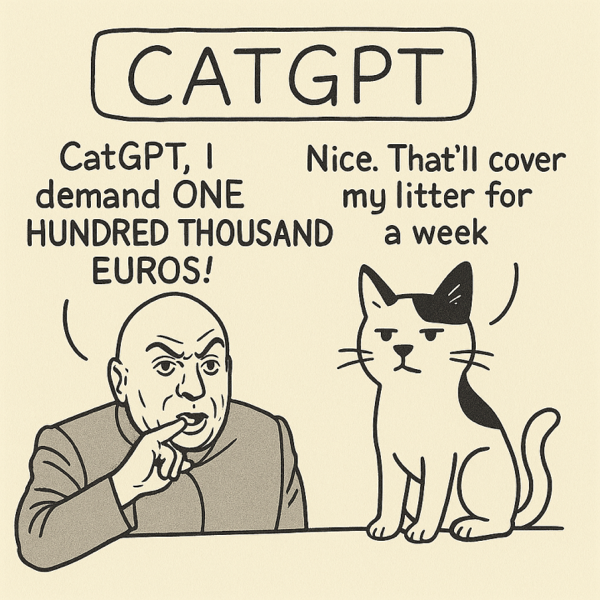 CATGPT
CatGPT, I
demand ONE
HUNDRED THOUSAND
EUROS!
Nice. That'll cover
my litter for
a week